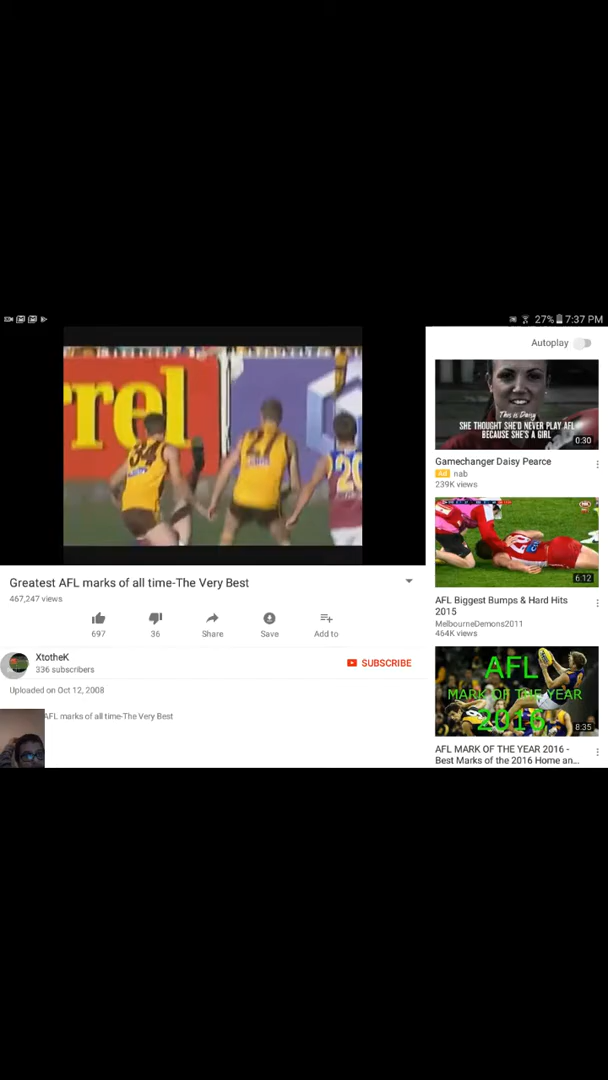 27% 7:37 PM
Autoplay
rrel
34
20
This is Daisy
SHE THOUGHT SHE'D NEVER PLAY AFL
BECAUSE SHE'S A GIRL
0:30
Gamechanger Daisy Pearce
Ad nab
239K views
6:12
AFL Biggest Bumps & Hard Hits
2015
MelbourneDemons2011
464K views
AFL
MARK OF THE YEAR
2016
8:35
AFL MARK OF THE YEAR 2016 -
Best Marks of the 2016 Home an...
Greatest AFL marks of all time-The Very Best
467,247 views
697
36
Share
Save
Add to
XtotheK
336 subscribers
SUBSCRIBE
Uploaded on Oct 12, 2008
AFL marks of all time-The Very Best